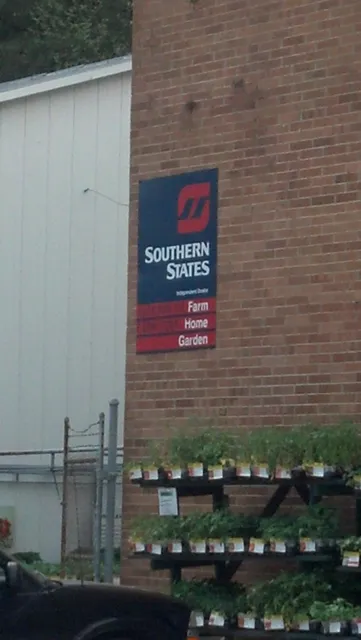 SOUTHERN
STATES
Independent Dealer
Farm
Home
Garden